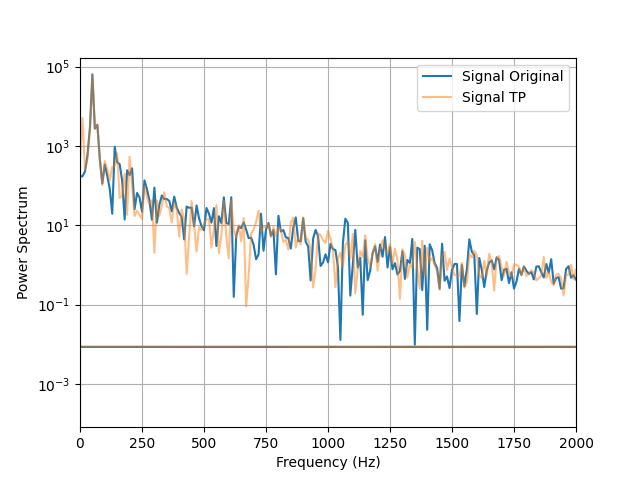 Signal Original
Signal TP
10^5
10^3
10^1
10^−1
10^−3
Power Spectrum
0 250 500 750 1000 1250 1500 1750 2000
Frequency (Hz)